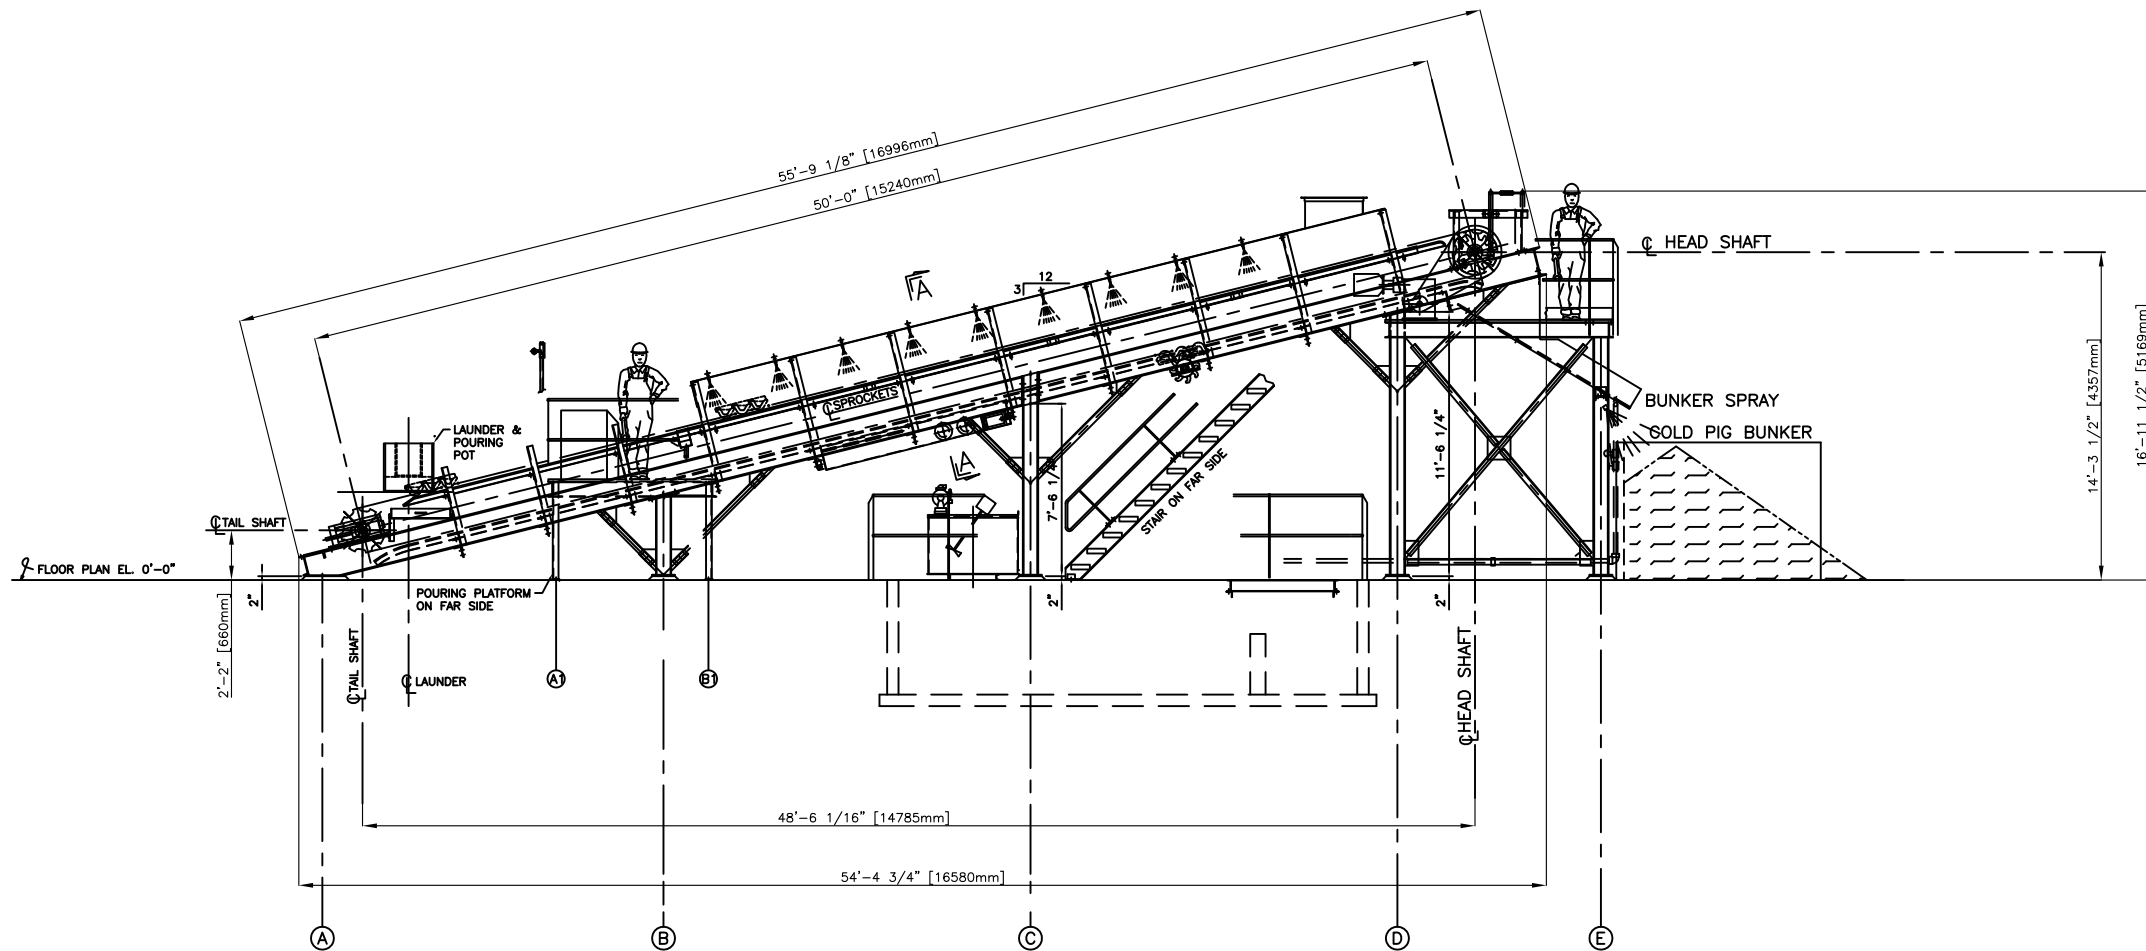 55'-9 1/8" [16996mm]
50'-0" [15240mm]
℄ HEAD SHAFT
A
12
3
℄ SPROCKETS
LAUNDER &
POURING
POT
BUNKER SPRAY
COLD PIG BUNKER
14'-3 1/2" [4357mm]
16'-11 1/2" [5169mm]
11'-6 1/4"
A
7'-6 1/4"
STAIR ON FAR SIDE
℄ TAIL SHAFT
FLOOR PLAN EL. 0'-0"
2'-2" [660mm]
2"
POURING PLATFORM
ON FAR SIDE
2"
2"
℄ TAIL SHAFT
℄ LAUNDER
A1
B1
℄ HEAD SHAFT
48'-6 1/16" [14785mm]
54'-4 3/4" [16580mm]
A
B
C
D
E